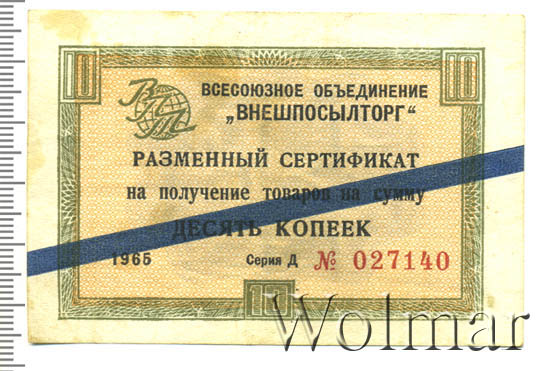 10 10
ВПТ
ВСЕСОЮЗНОЕ ОБЪЕДИНЕНИЕ
„ВНЕШПОСЫЛТОРГ“
РАЗМЕННЫЙ СЕРТИФИКАТ
на получение товаров на сумму
ДЕСЯТЬ КОПЕЕК
1965 Серия Д № 027140
10
Wolmar